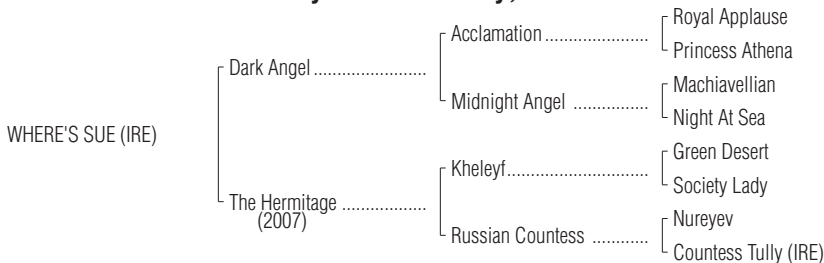 Royal Applause
Acclamation ......................
Princess Athena
Dark Angel ........................
Machiavellian
Midnight Angel ................
Night At Sea
WHERE'S SUE (IRE)
Green Desert
Kheleyf..............................
Society Lady
The Hermitage ..................
(2007)
Nureyev
Russian Countess ............
Countess Tully (IRE)